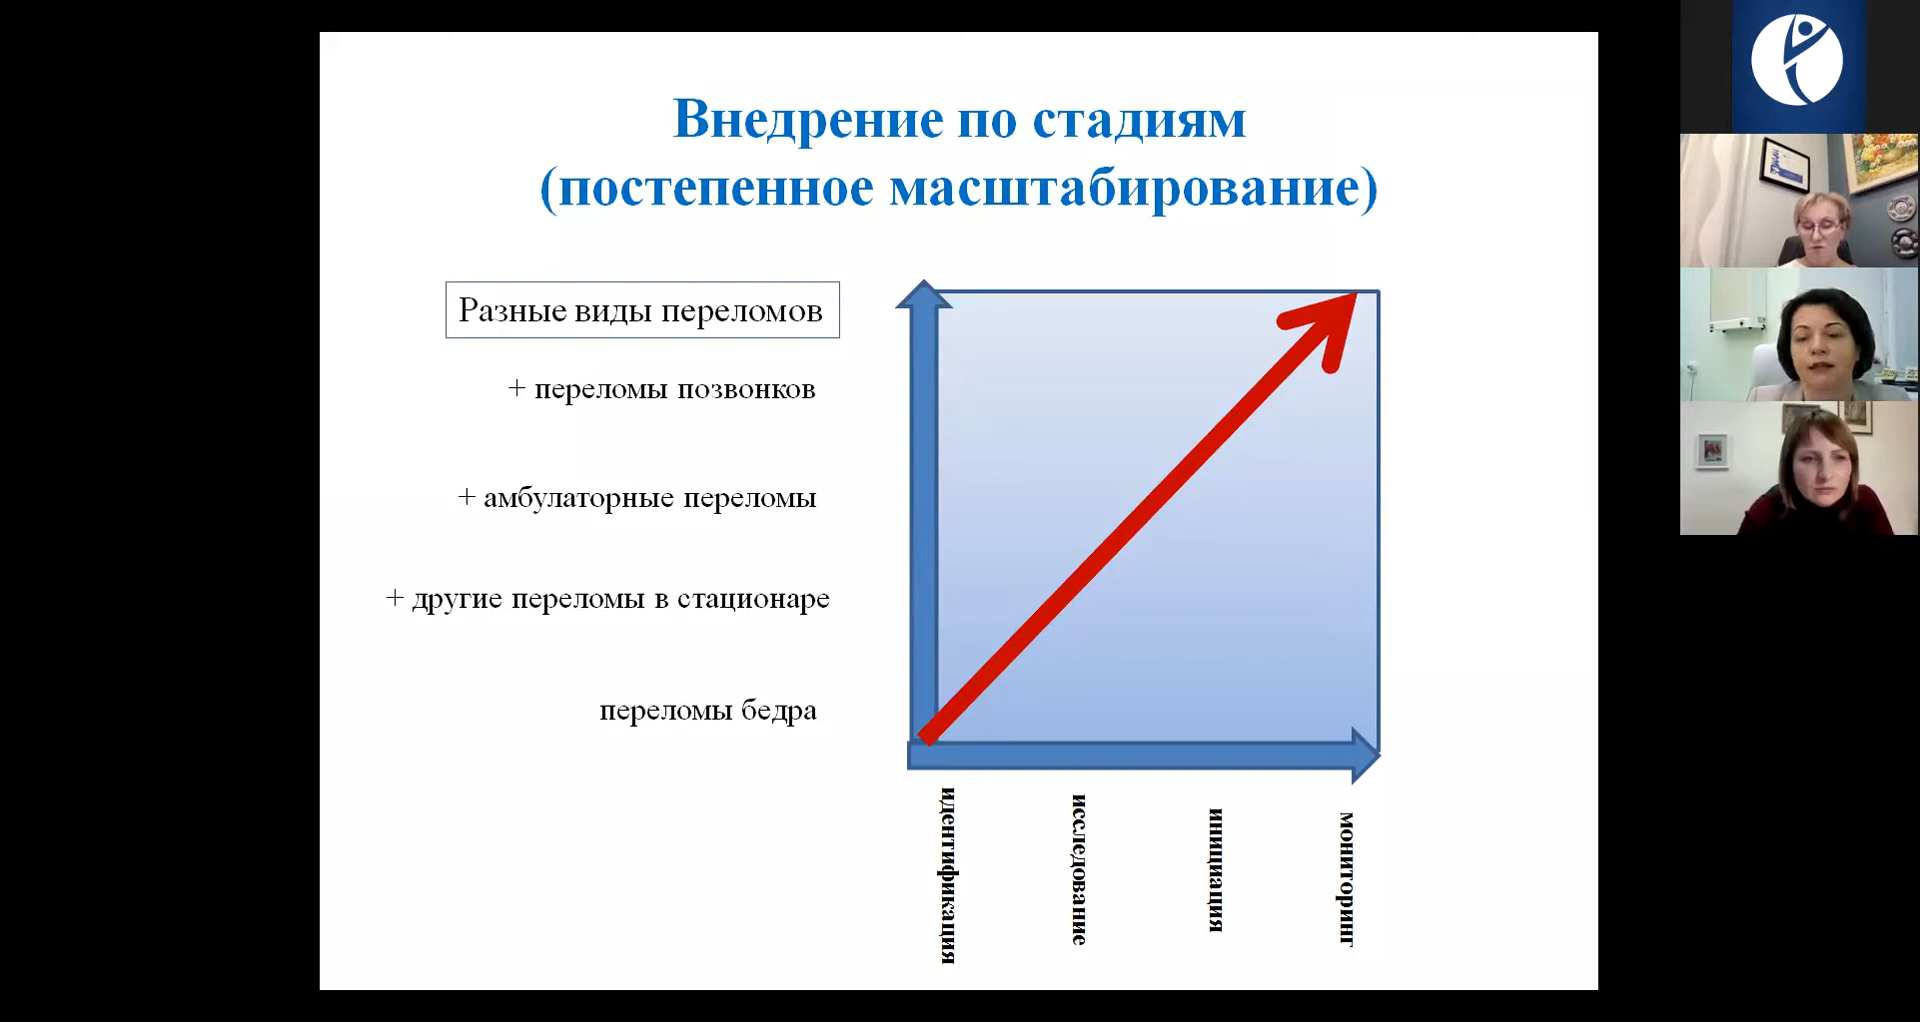 Внедрение по стадиям
(постепенное масштабирование)
Разные виды переломов
+ переломы позвонков
+ амбулаторные переломы
+ другие переломы в стационаре
переломы бедра
идентификация
исследование
инициация
мониторинг